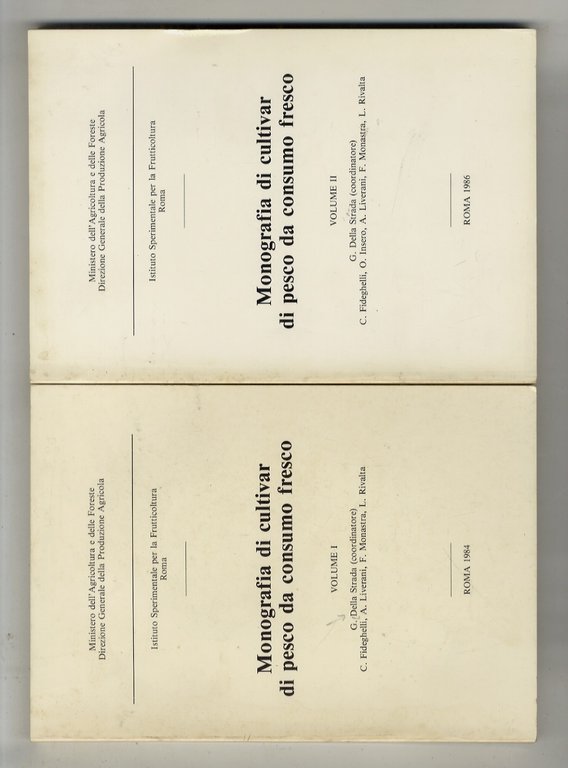 Ministero dell'Agricoltura e delle Foreste
Direzione Generale della Produzione Agricola
Istituto Sperimentale per la Frutticoltura
Roma
Monografia di cultivar
di pesco da consumo fresco
VOLUME I
G. Della Strada (coordinatore)
C. Fideghelli, A. Liverani, F. Monastra, L. Rivalta
ROMA 1984
Ministero dell'Agricoltura e delle Foreste
Direzione Generale della Produzione Agricola
Istituto Sperimentale per la Frutticoltura
Roma
Monografia di cultivar
di pesco da consumo fresco
VOLUME II
G. Della Strada (coordinatore)
C. Fideghelli, O. Insero, A. Liverani, F. Monastra, L. Rivalta
ROMA 1986